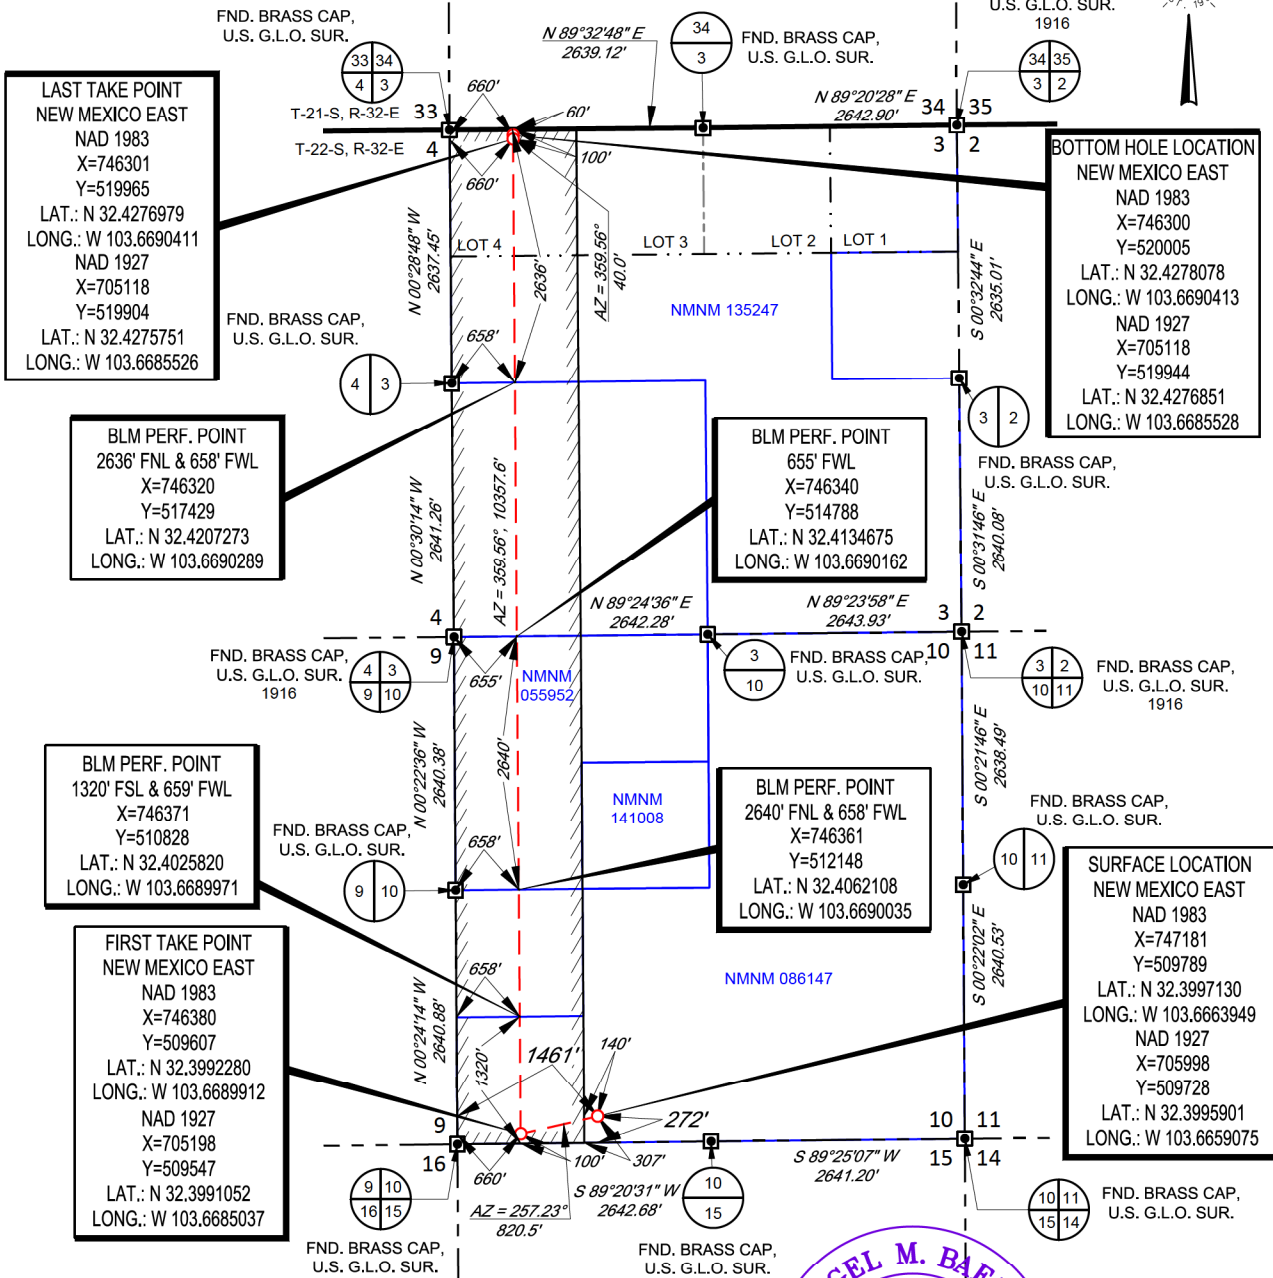 FND. BRASS CAP,
U.S. G.L.O. SUR.
33 34
4 3
N 89°32'48" E
2639.12'
34
3
FND. BRASS CAP,
U.S. G.L.O. SUR.
U.S. G.L.O. SUR.
1916
34 35
3 2
LAST TAKE POINT
NEW MEXICO EAST
NAD 1983
X=746301
Y=519965
LAT.: N 32.4276979
LONG.: W 103.6690411
NAD 1927
X=705118
Y=519904
LAT.: N 32.4275751
LONG.: W 103.6685526
T-21-S, R-32-E
T-22-S, R-32-E
33
4
660'
60'
660'
100'
N 89°20'28" E
2642.90'
34 35
3 2
BOTTOM HOLE LOCATION
NEW MEXICO EAST
NAD 1983
X=746300
Y=520005
LAT.: N 32.4278078
LONG.: W 103.6690413
NAD 1927
X=705118
Y=519944
LAT.: N 32.4276851
LONG.: W 103.6685528
N 00°28'48" W
2637.45'
LOT 4
LOT 3
LOT 2
LOT 1
2636'
AZ = 359.56°
40.0'
S 00°32'44" E
2635.01'
NMNM 135247
FND. BRASS CAP,
U.S. G.L.O. SUR.
4 3
658'
3 2
FND. BRASS CAP,
U.S. G.L.O. SUR.
BLM PERF. POINT
2636' FNL & 658' FWL
X=746320
Y=517429
LAT.: N 32.4207273
LONG.: W 103.6690289
BLM PERF. POINT
655' FWL
X=746340
Y=514788
LAT.: N 32.4134675
LONG.: W 103.6690162
N 00°30'14" W
2641.26'
AZ = 359.56°, 10357.6'
S 00°31'46" E
2640.08'
N 89°24'36" E
2642.28'
N 89°23'58" E
2643.93'
4
9
3 2
10 11
FND. BRASS CAP,
U.S. G.L.O. SUR.
1916
4 3
9 10
655'
NMNM
055952
3
10
FND. BRASS CAP,
U.S. G.L.O. SUR.
3 2
10 11
FND. BRASS CAP,
U.S. G.L.O. SUR.
1916
N 00°22'36" W
2640.38'
2640'
S 00°21'46" E
2638.49'
BLM PERF. POINT
1320' FSL & 659' FWL
X=746371
Y=510828
LAT.: N 32.4025820
LONG.: W 103.6689971
NMNM
141008
BLM PERF. POINT
2640' FNL & 658' FWL
X=746361
Y=512148
LAT.: N 32.4062108
LONG.: W 103.6690035
FND. BRASS CAP,
U.S. G.L.O. SUR.
9 10
658'
FND. BRASS CAP,
U.S. G.L.O. SUR.
10 11
FIRST TAKE POINT
NEW MEXICO EAST
NAD 1983
X=746380
Y=509607
LAT.: N 32.3992280
LONG.: W 103.6689912
NAD 1927
X=705198
Y=509547
LAT.: N 32.3991052
LONG.: W 103.6685037
SURFACE LOCATION
NEW MEXICO EAST
NAD 1983
X=747181
Y=509789
LAT.: N 32.3997130
LONG.: W 103.6663949
NAD 1927
X=705998
Y=509728
LAT.: N 32.3995901
LONG.: W 103.6659075
N 00°24'14" W
2640.88'
658'
NMNM 086147
S 00°22'02" E
2640.53'
1320'
1461'
140'
272'
9
16
10 11
15 14
660'
100'
307'
S 89°25'07" W
2641.20'
9 10
16 15
AZ = 257.23°
820.5'
S 89°20'31" W
2642.68'
10
15
10 11
15 14
FND. BRASS CAP,
U.S. G.L.O. SUR.
FND. BRASS CAP,
U.S. G.L.O. SUR.
FND. BRASS CAP,
U.S. G.L.O. SUR.
M.